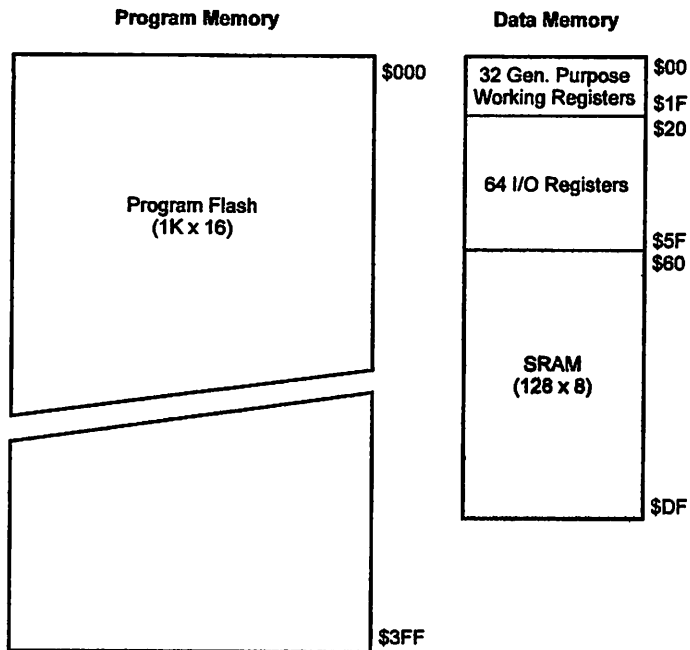 Program Memory
$000
Program Flash
(1K x 16)
$3FF
Data Memory
32 Gen. Purpose
Working Registers
$00
$1F
$20
64 I/O Registers
$5F
$60
SRAM
(128 x 8)
$DF